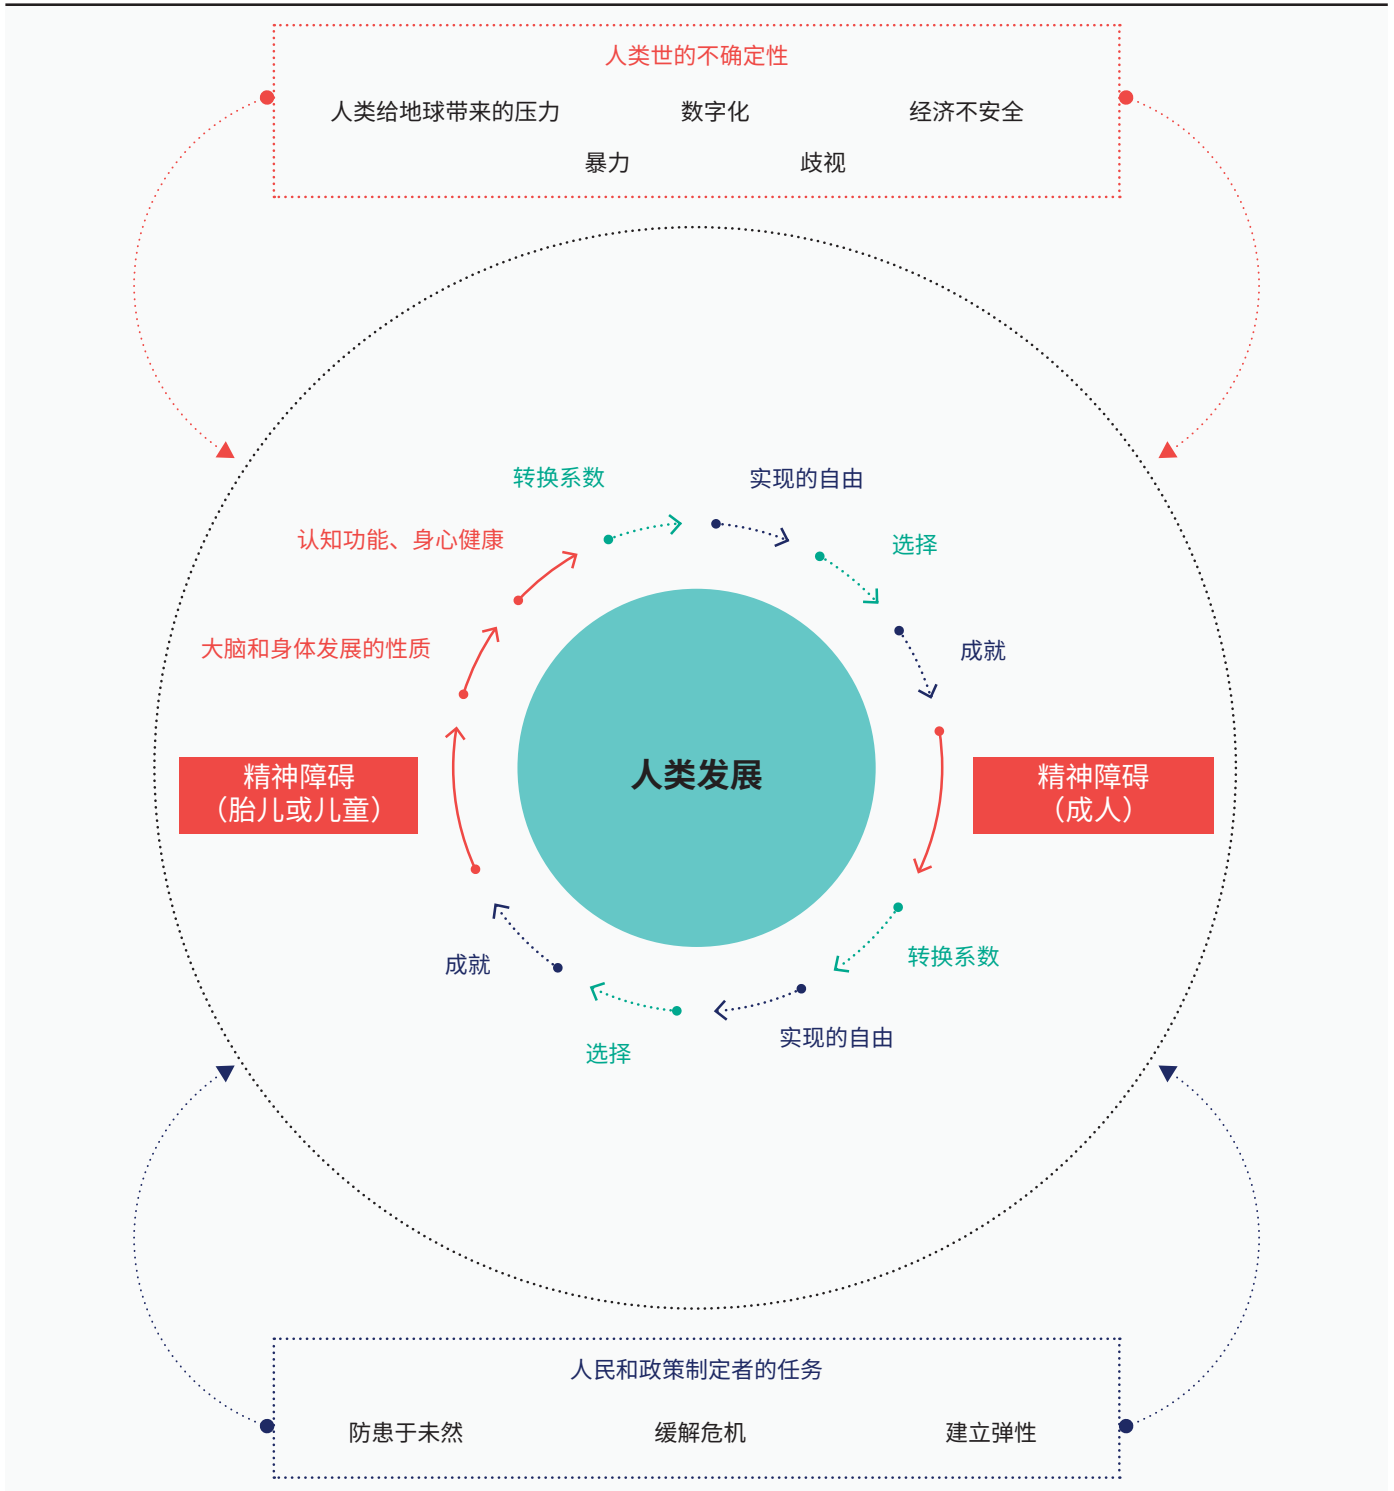 人类世的不确定性
人类给地球带来的压力 数字化 经济不安全
暴力 歧视
转换系数 实现的自由
认知功能、身心健康 选择
大脑和身体发展的性质 成就
精神障碍
（胎儿或儿童）
人类发展
精神障碍
（成人）
成就 转换系数
选择 实现的自由
人民和政策制定者的任务
防患于未然 缓解危机 建立弹性